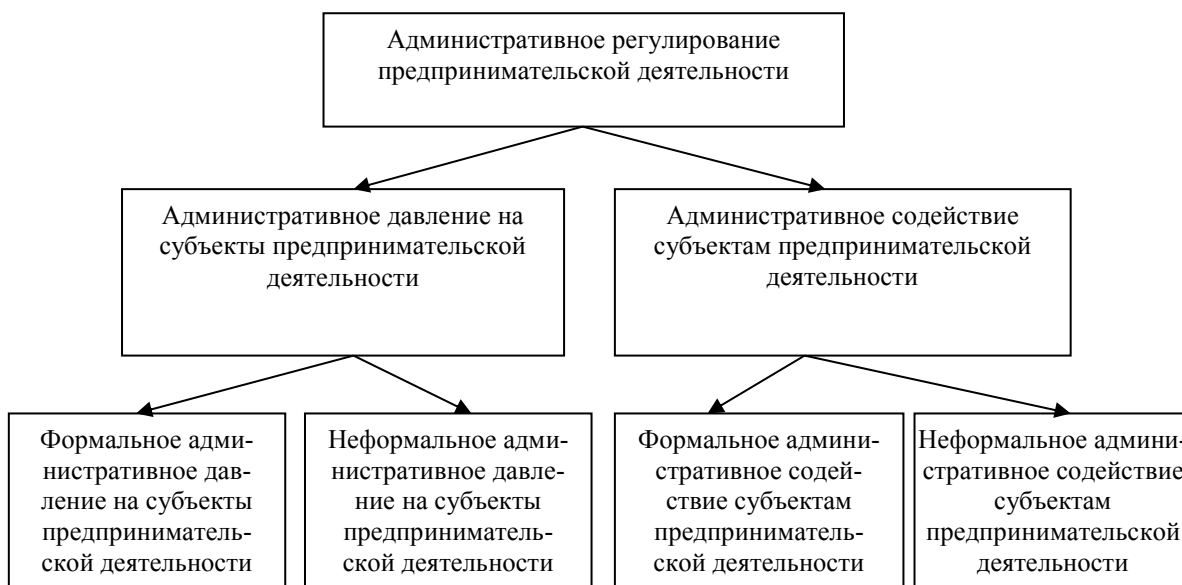 Административное регулирование
предпринимательской деятельности
Административное давление на
субъекты предпринимательской
деятельности
Административное содействие
субъектам предпринимательской
деятельности
Формальное адми-
нистративное дав-
ление на субъекты
предприниматель-
ской деятельности
Неформальное адми-
нистративное давле-
ние на субъекты
предприниматель-
ской деятельности
Формальное админи-
стративное содей-
ствие субъектам
предприниматель-
ской деятельности
Неформальное админи-
стративное содействие
субъектам
предпринимательской
деятельности